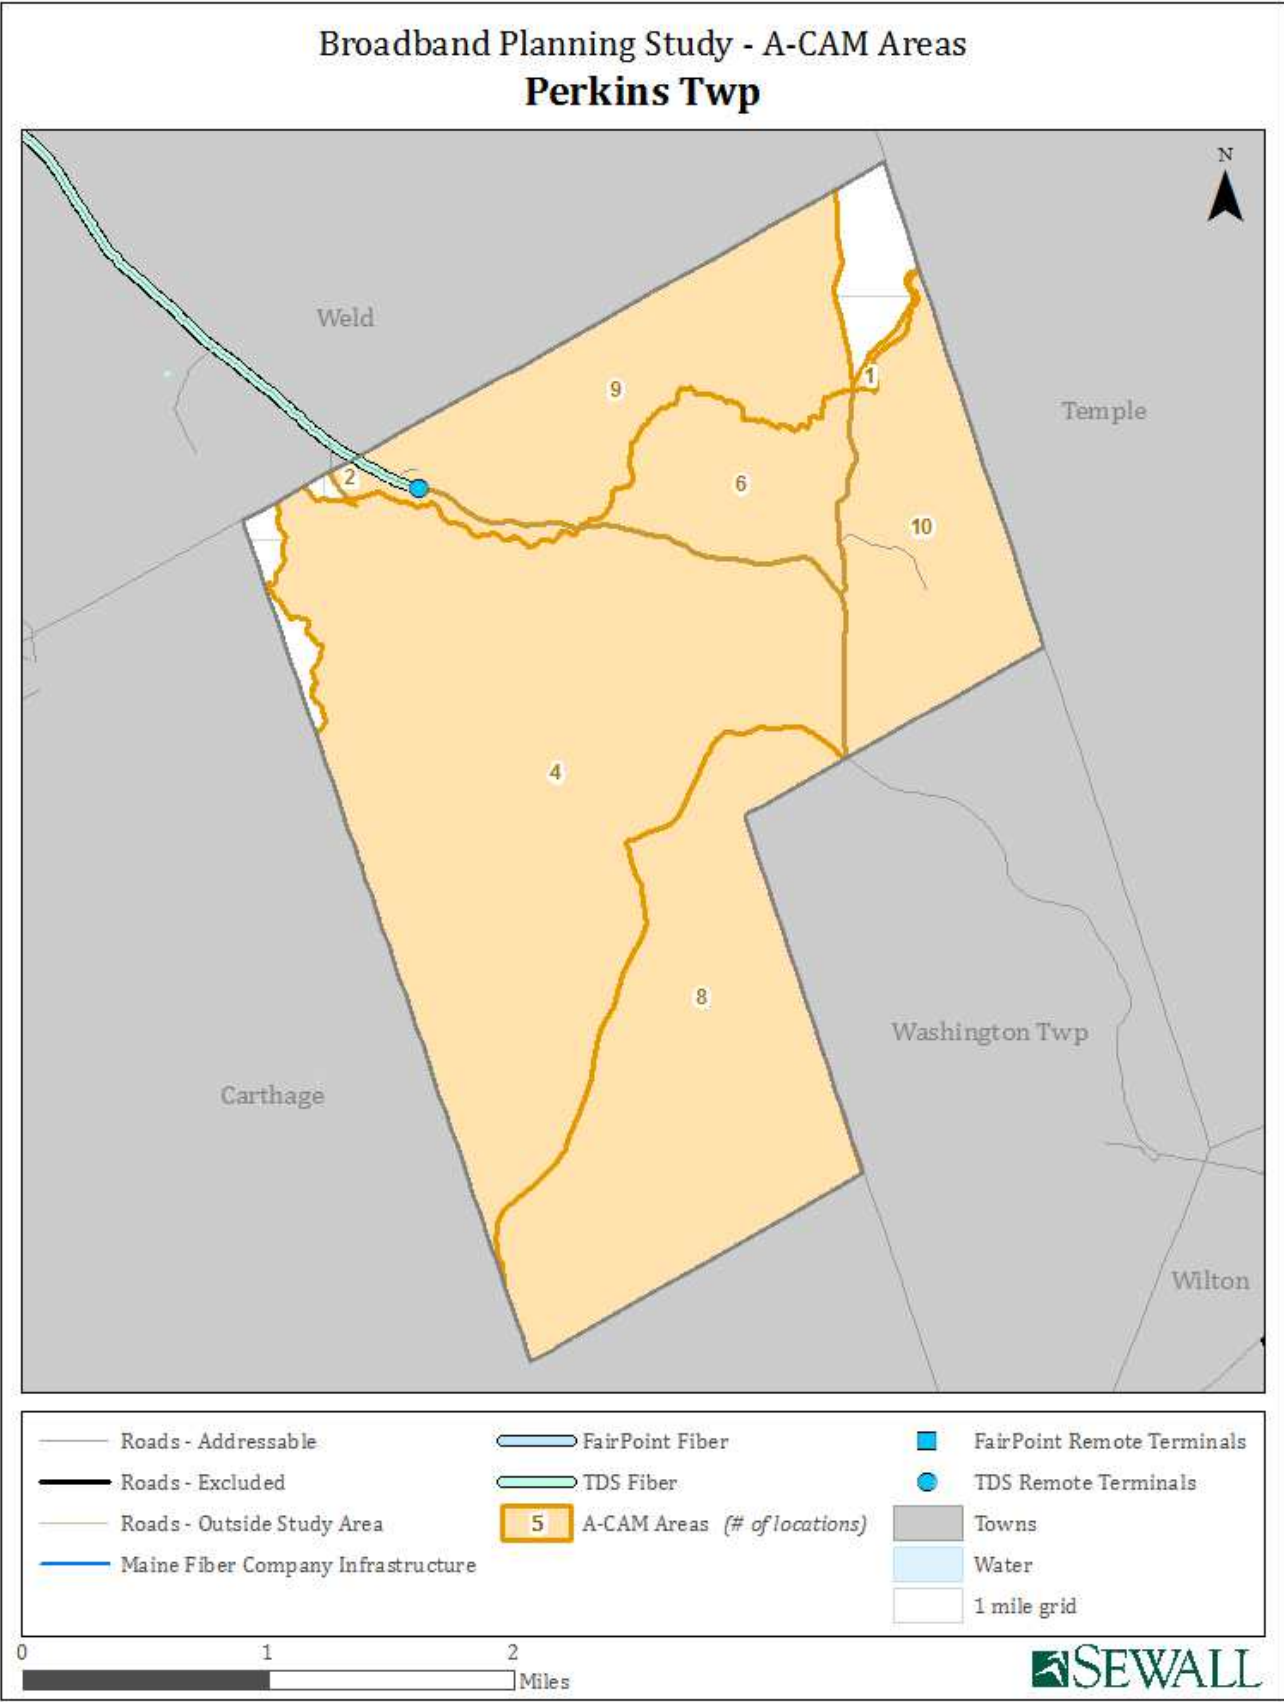 Broadband Planning Study - A-CAM Areas
Perkins Twp
N
Weld
9
1
Temple
2
6
10
4
8
Washington Twp
Carthage
Wilton
Roads - Addressable
FairPoint Fiber
FairPoint Remote Terminals
Roads - Excluded
TDS Fiber
TDS Remote Terminals
Roads - Outside Study Area
5
A-CAM Areas (# of locations)
Towns
Maine Fiber Company Infrastructure
Water
1 mile grid
0 1 2
Miles
SEWALL